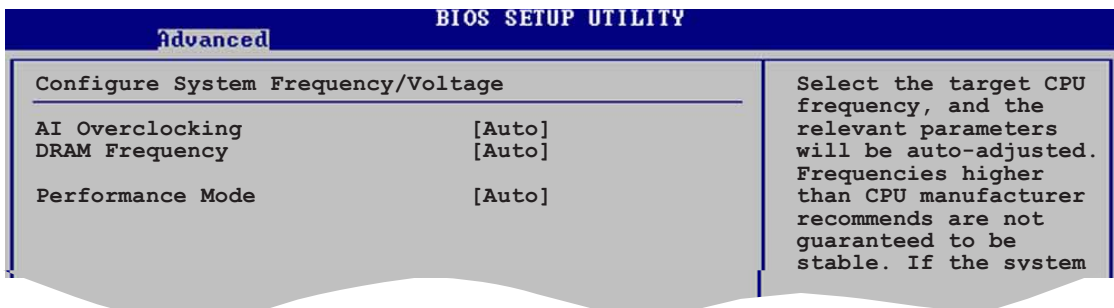 BIOS SETUP UTILITY
Advanced
Configure System Frequency/Voltage
AI Overclocking [Auto]
DRAM Frequency [Auto]
Performance Mode [Auto]
Select the target CPU
frequency, and the
relevant parameters
will be auto-adjusted.
Frequencies higher
than CPU manufacturer
recommends are not
guaranteed to be
stable. If the system